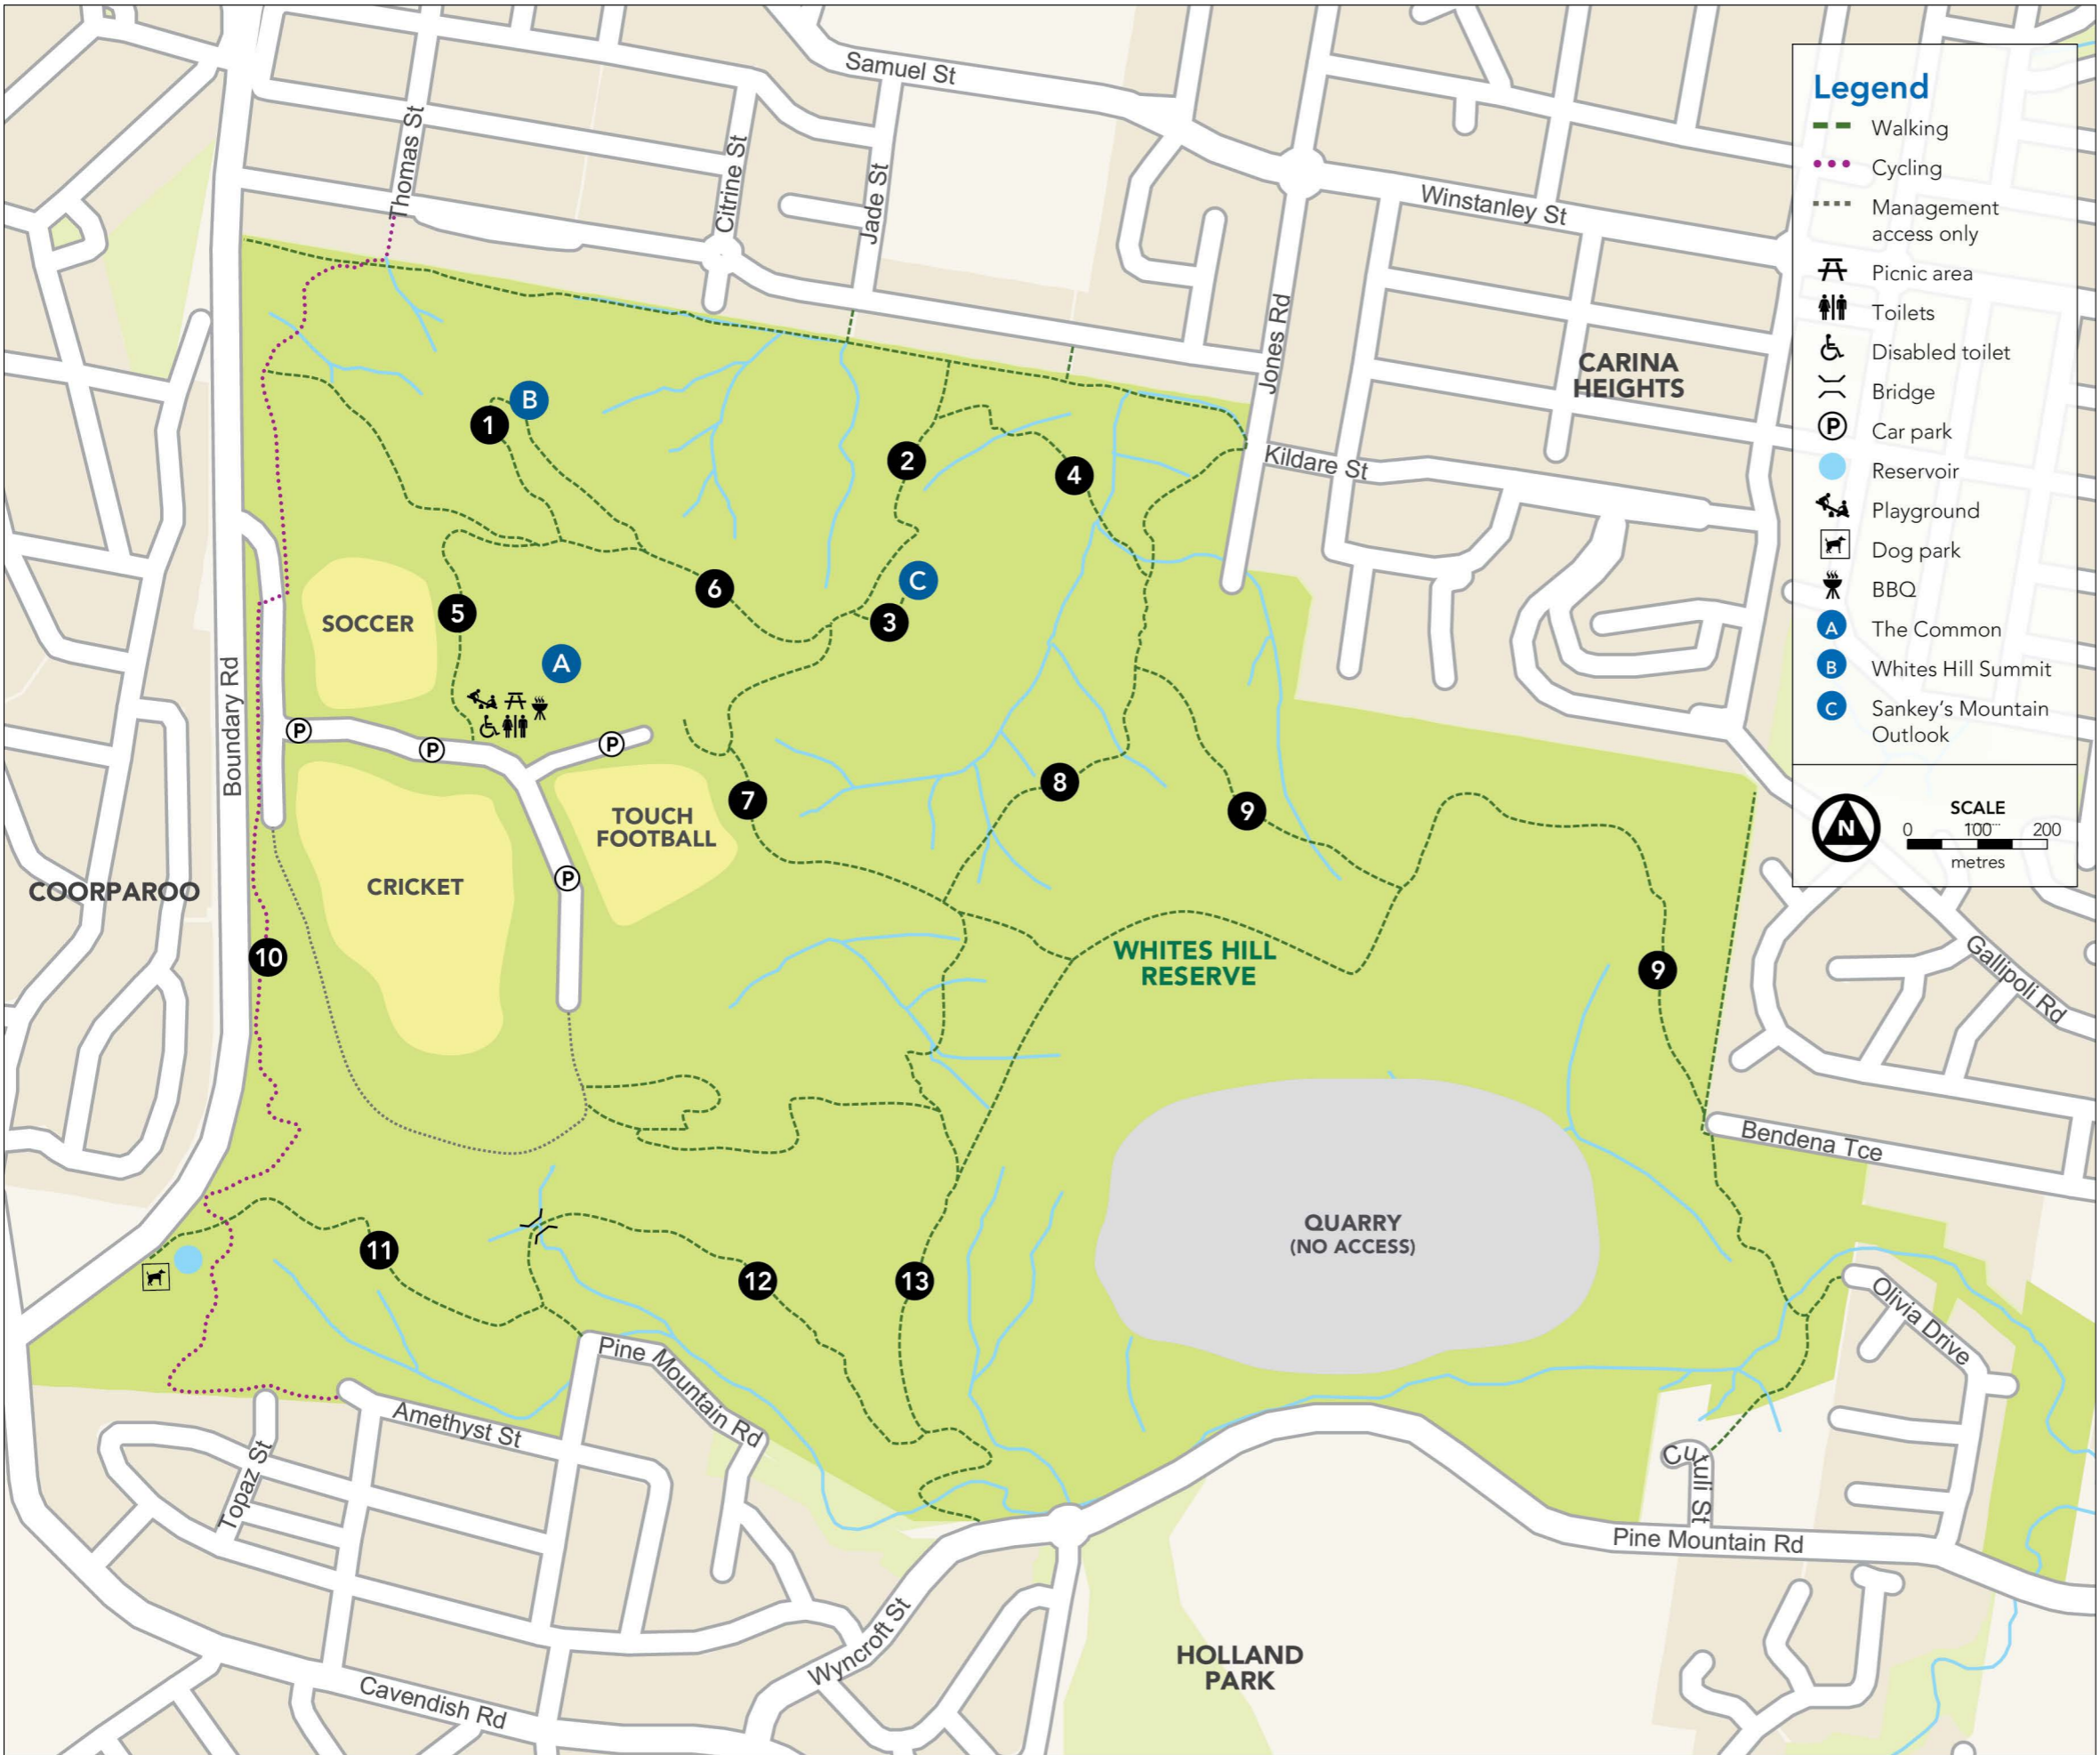 Samuel St
Thomas St
Citrine St
Jade St
Winstanley St
Jones Rd
CARINA
HEIGHTS
Kildare St
B
1
2
4
C
6
3
5
SOCCER
A
Boundary Rd
P
P
P
8
7
9
TOUCH
FOOTBALL
P
CRICKET
COORPAROO
10
WHITES HILL
RESERVE
9
Gallipoli Rd
Bendena Tce
QUARRY
(NO ACCESS)
11
12
13
Olivia Drive
Pine Mountain Rd
Amethyst St
Topaz St
Cutuli St
Pine Mountain Rd
Wyncroft St
HOLLAND
PARK
Cavendish Rd
Legend
Walking
Cycling
Management
access only
Picnic area
Toilets
Disabled toilet
Bridge
P Car park
Reservoir
Playground
Dog park
BBQ
A The Common
B Whites Hill Summit
C Sankey's Mountain
Outlook
N
SCALE
0 100 200
metres